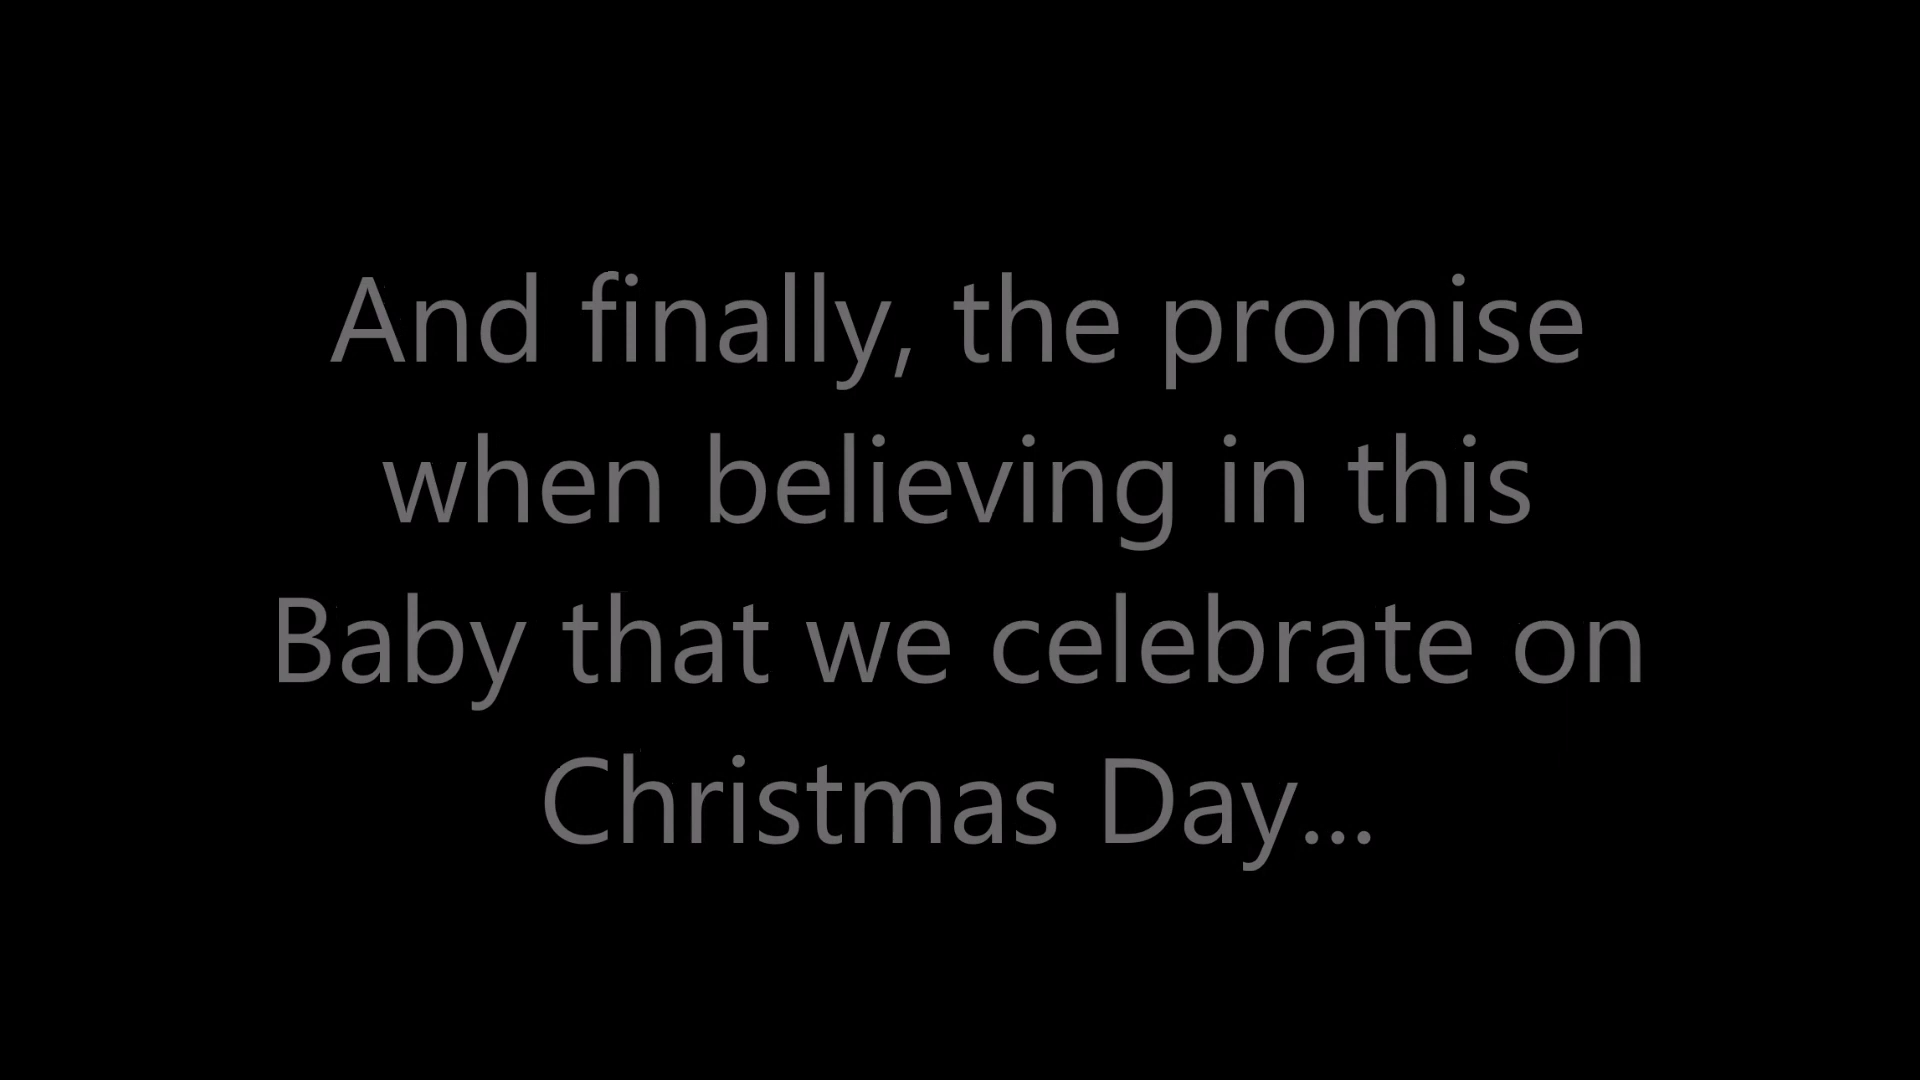 And finally, the promise
when believing in this
Baby that we celebrate on
Christmas Day...